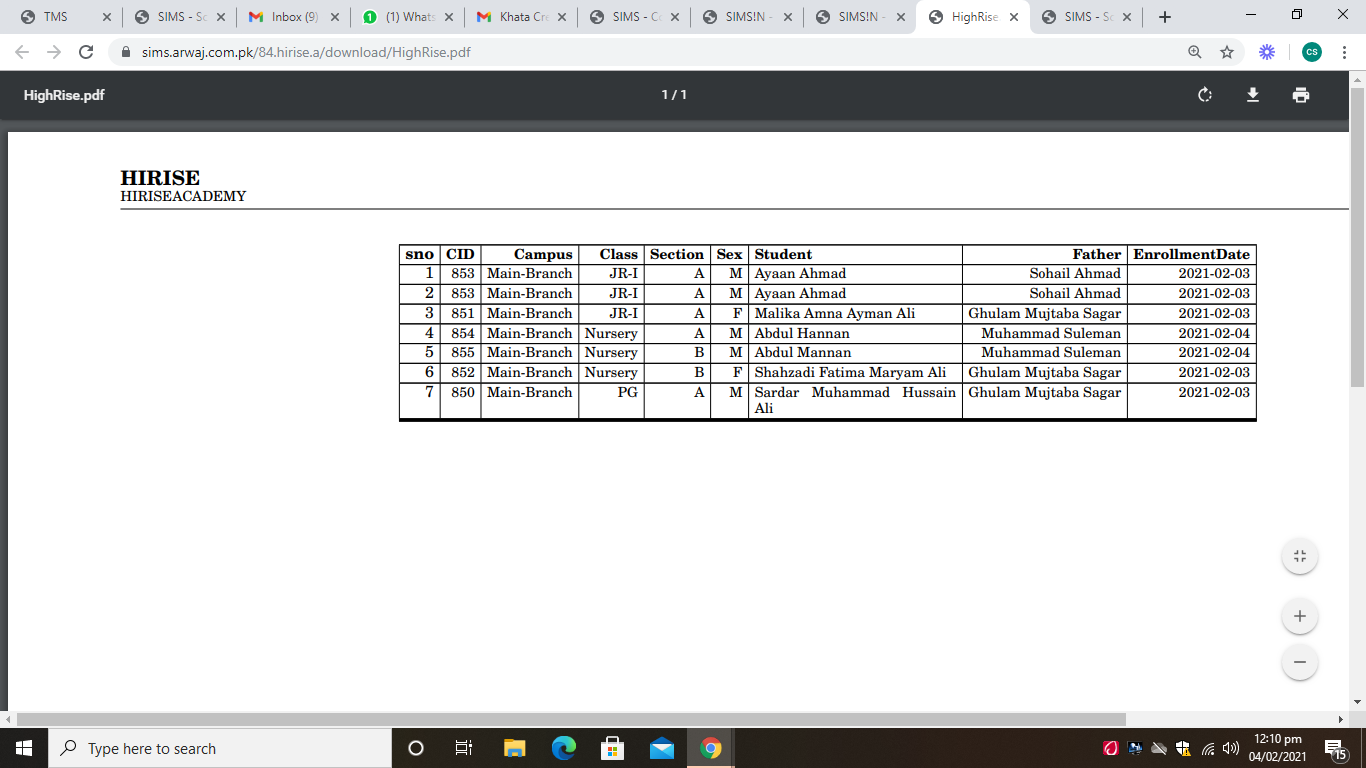 TMS
SIMS - Sc
Inbox (9)
(1) Whats
Khata Cre
SIMS - Co
SIMS!N -
SIMS!N -
HighRise.
SIMS - Sc
sims.arwaj.com.pk/84.hirise.a/download/HighRise.pdf
CS
HighRise.pdf
1 / 1
HIRISE
HIRISEACADEMY
sno CID Campus Class Section Sex Student Father EnrollmentDate
1 853 Main-Branch JR-I A M Ayaan Ahmad Sohail Ahmad 2021-02-03
2 853 Main-Branch JR-I A M Ayaan Ahmad Sohail Ahmad 2021-02-03
3 851 Main-Branch JR-I A F Malika Amna Ayman Ali Ghulam Mujtaba Sagar 2021-02-03
4 854 Main-Branch Nursery A M Abdul Hannan Muhammad Suleman 2021-02-04
5 855 Main-Branch Nursery B M Abdul Mannan Muhammad Suleman 2021-02-04
6 852 Main-Branch Nursery B F Shahzadi Fatima Maryam Ali Ghulam Mujtaba Sagar 2021-02-03
7 850 Main-Branch PG A M Sardar Muhammad Hussain Ghulam Mujtaba Sagar 2021-02-03
Ali
Type here to search
12:10 pm
04/02/2021
15